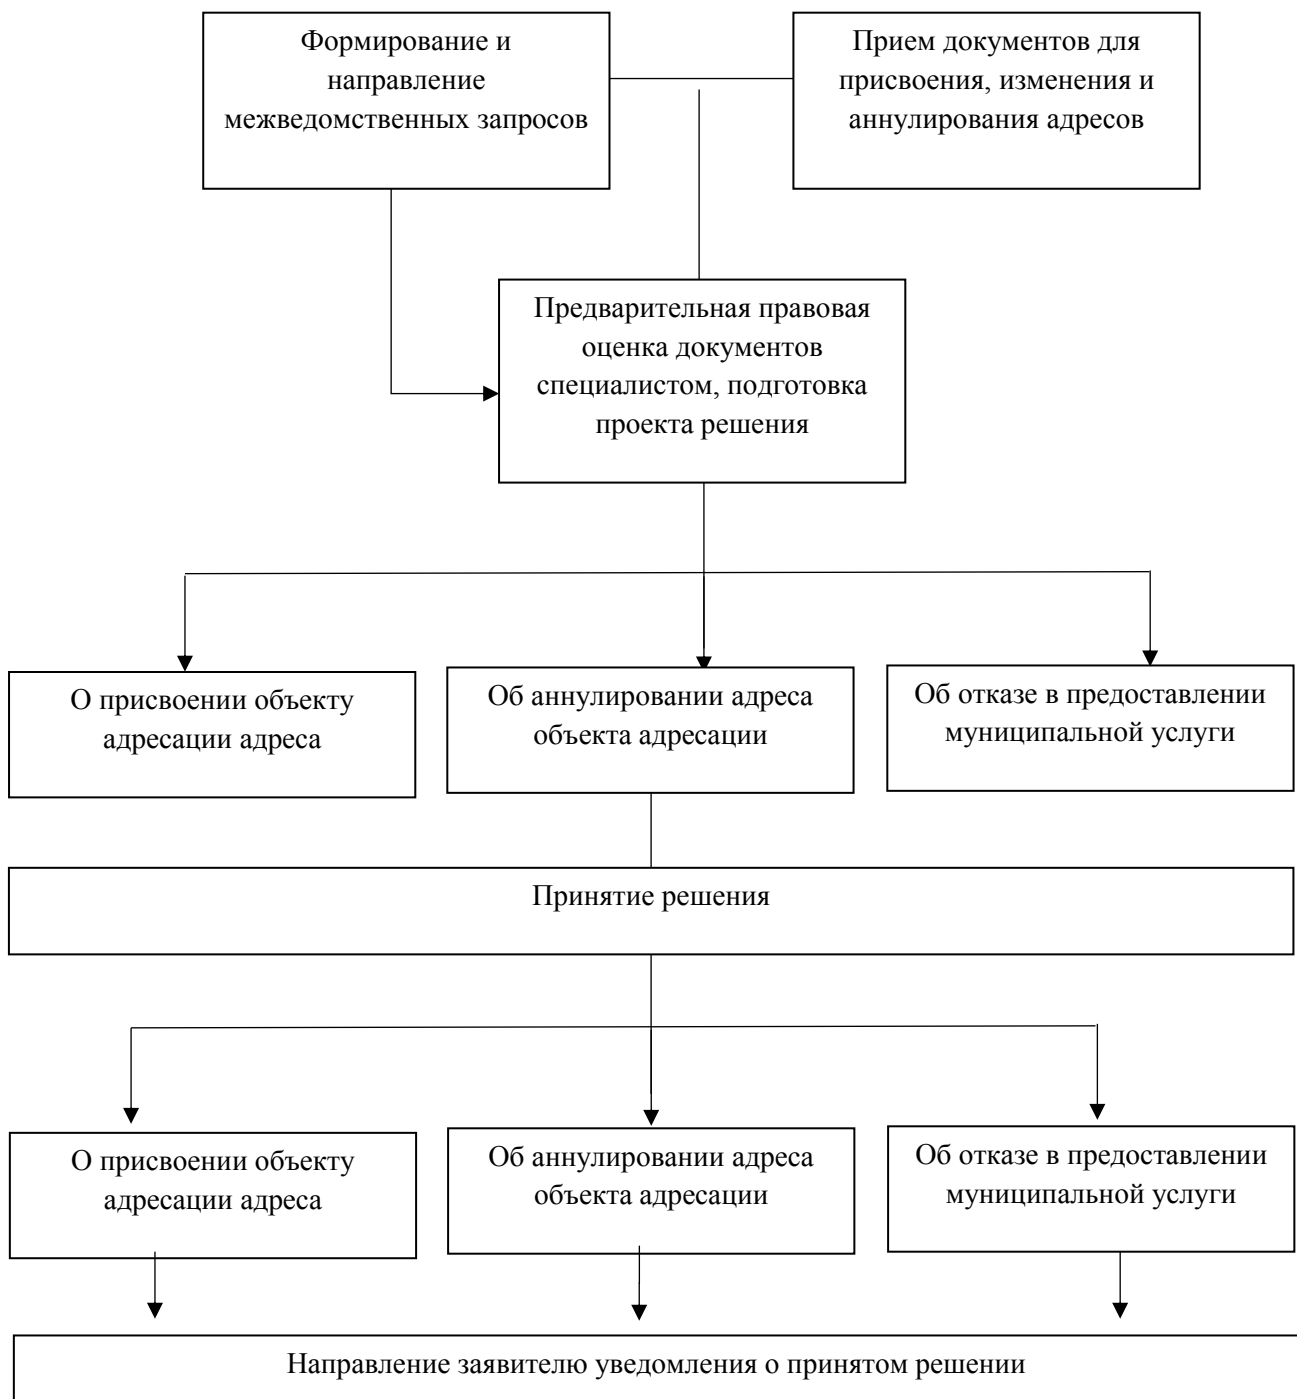 Формирование и
направление
межведомственных запросов
Прием документов для
присвоения, изменения и
аннулирования адресов
Предварительная правовая
оценка документов
специалистом, подготовка
проекта решения
О присвоении объекту
адресации адреса
Об аннулировании адреса
объекта адресации
Об отказе в предоставлении
муниципальной услуги
Принятие решения
О присвоении объекту
адресации адреса
Об аннулировании адреса
объекта адресации
Об отказе в предоставлении
муниципальной услуги
Направление заявителю уведомления о принятом решении